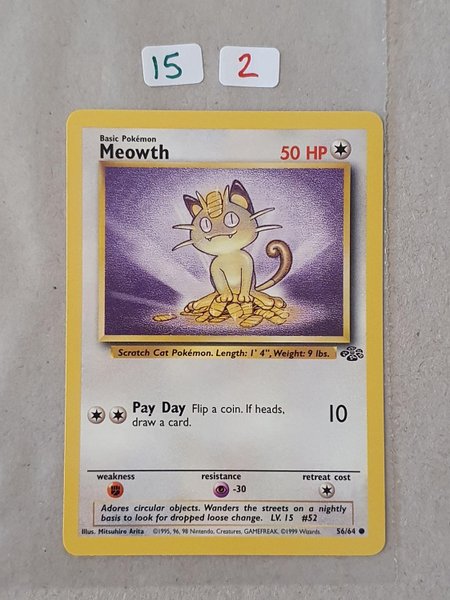 15 2
Basic Pokémon
Meowth 50 HP
Scratch Cat Pokémon. Length: 1' 4", Weight: 9 lbs.
Pay Day Flip a coin. If heads, 10
draw a card.
weakness resistance retreat cost
-30
Adores circular objects. Wanders the streets on a nightly
basis to look for dropped loose change. LV. 15 #52
Illus. Mitsuhiro Arita ©1995, 96, 98 Nintendo, Creatures, GAMEFREAK. ©1999 Wizards. 56/64